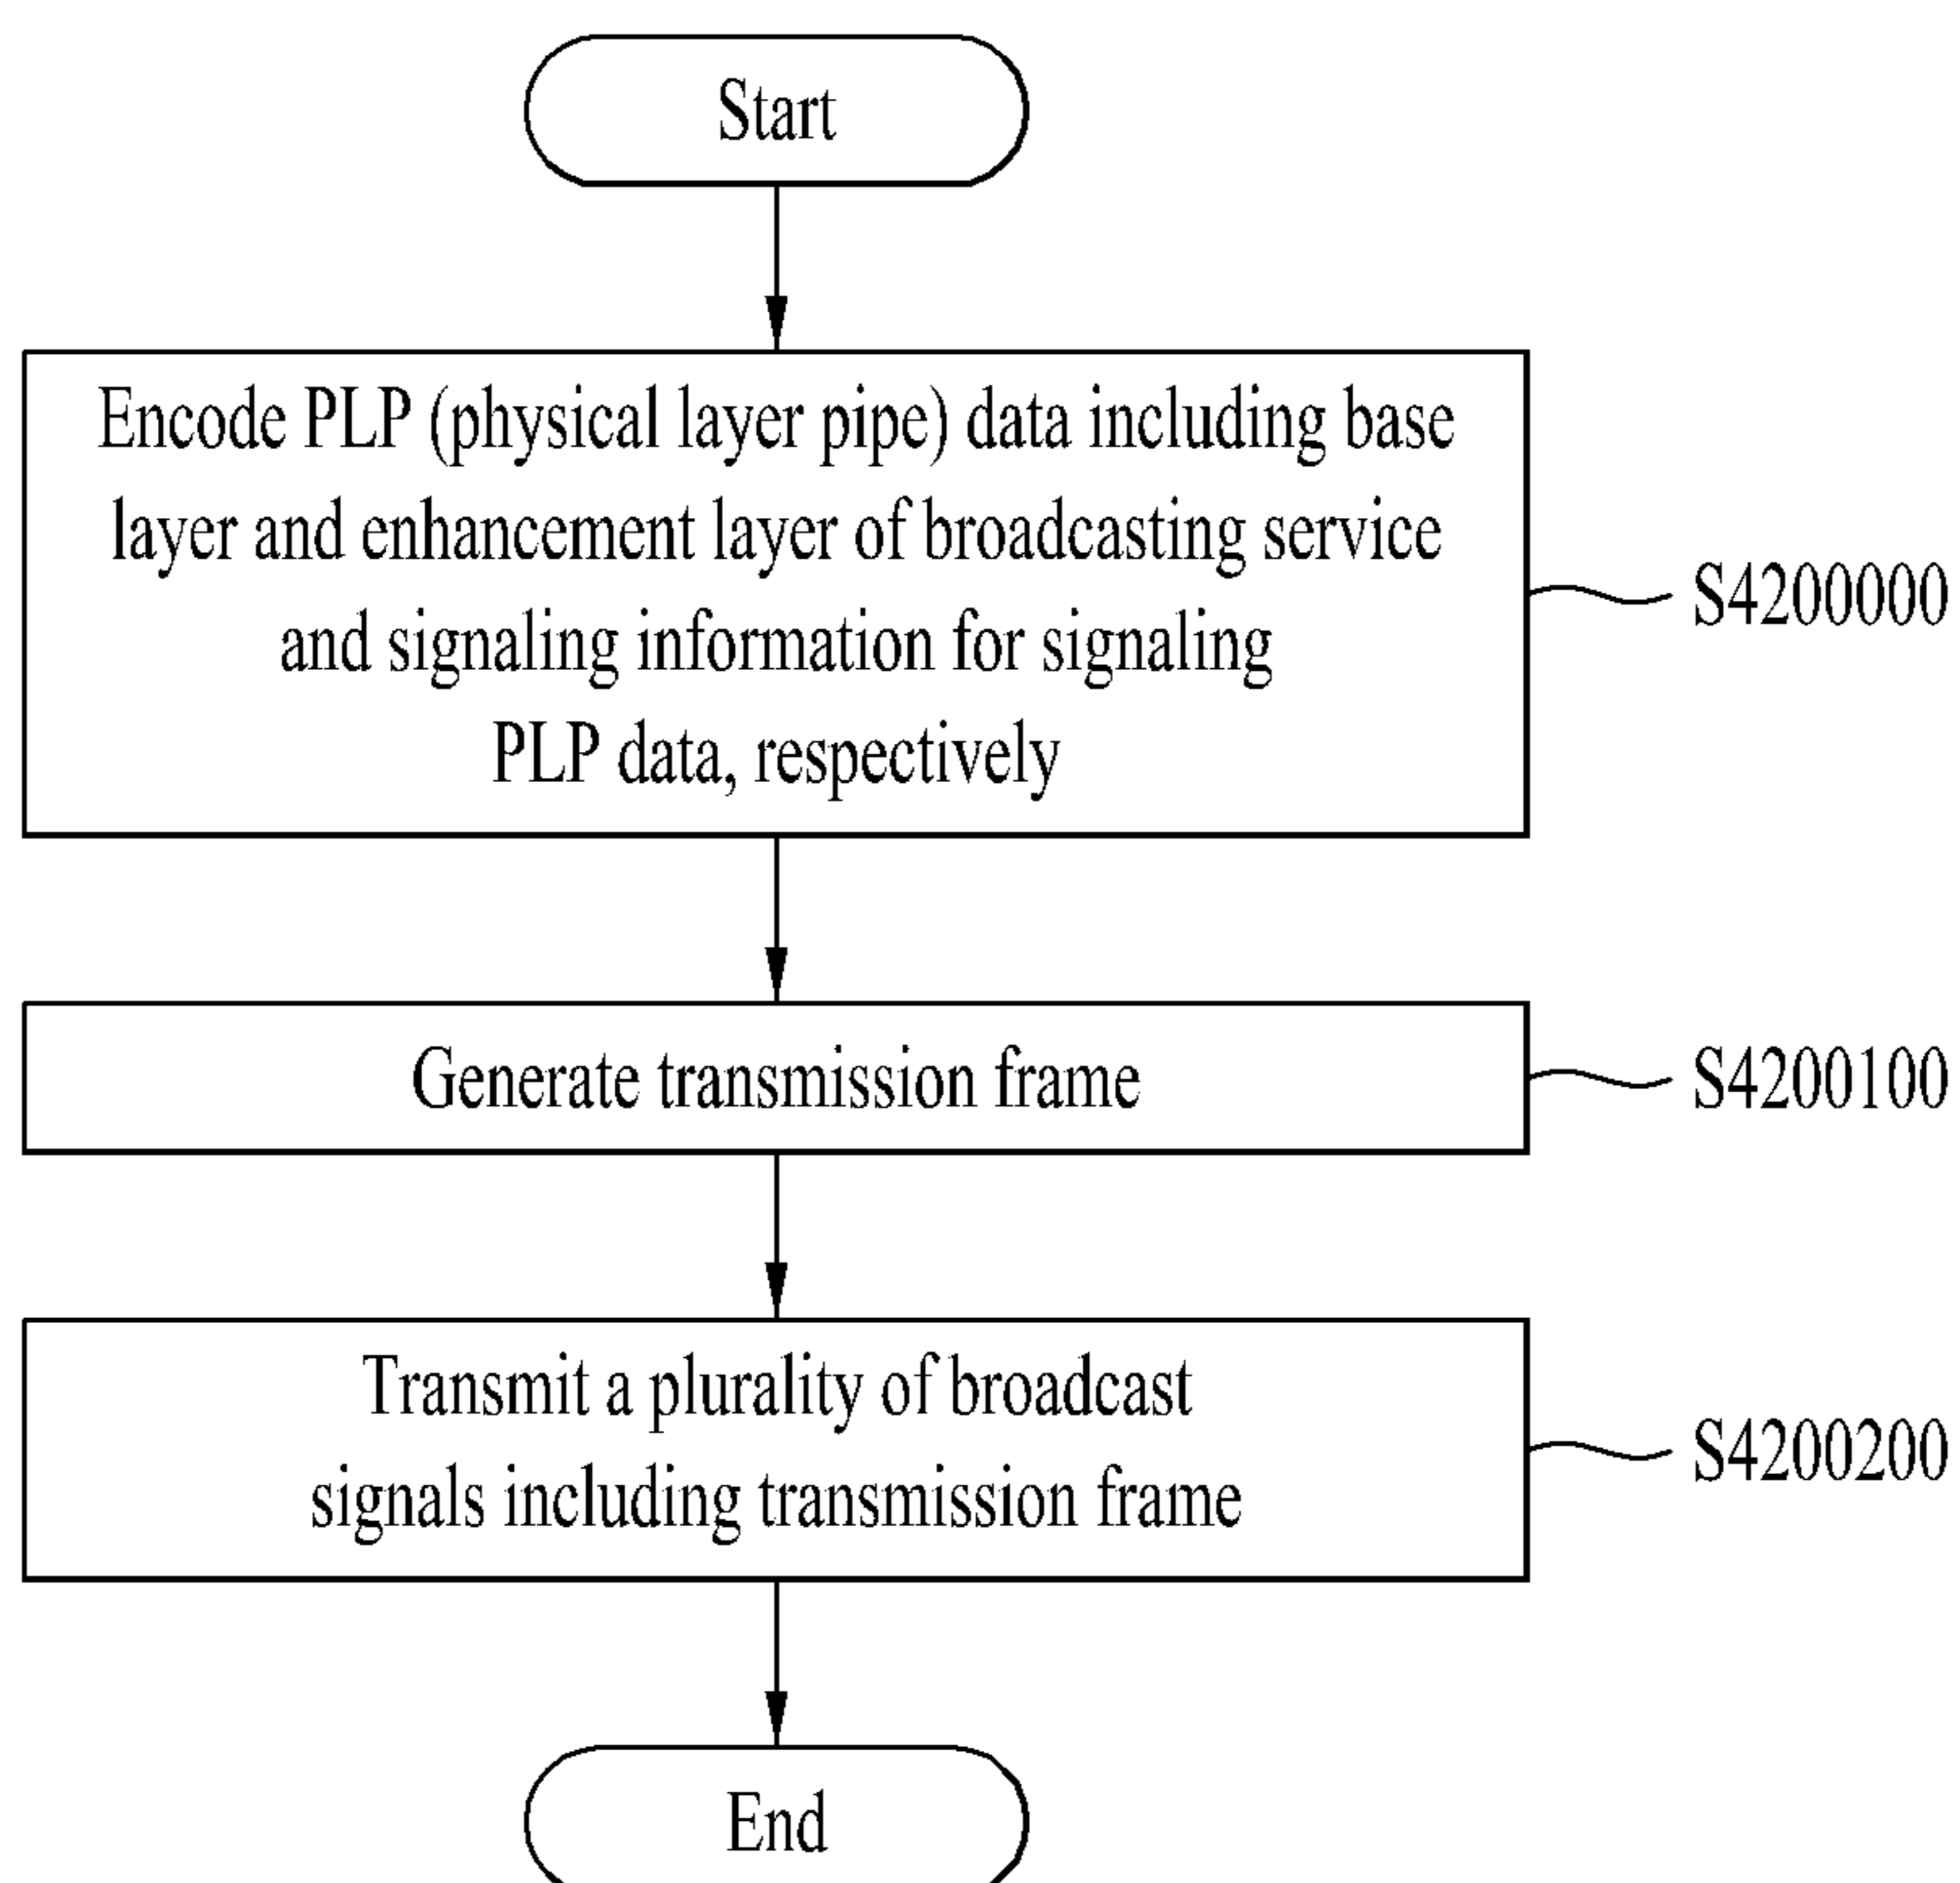 Start
Encode PLP (physical layer pipe) data including base
layer and enhancement layer of broadcasting service
and signaling information for signaling
PLP data, respectively
S4200000
Generate transmission frame
S4200100
Transmit a plurality of broadcast
signals including transmission frame
S4200200
End